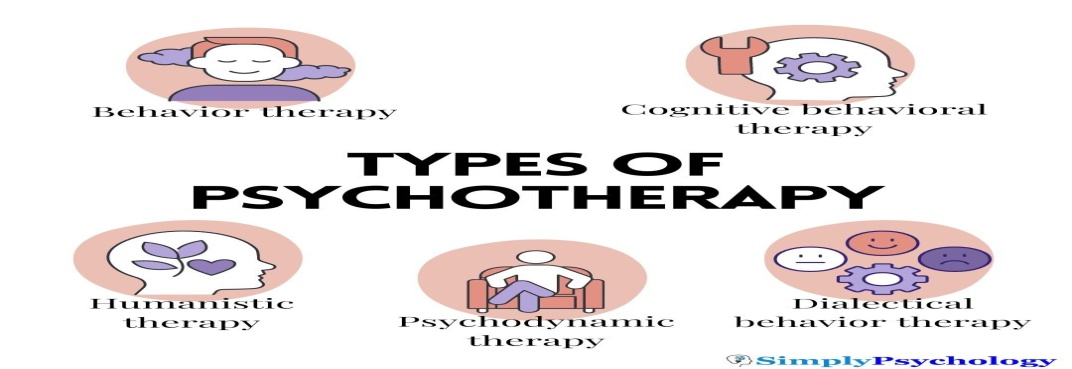 Behavior therapy
Cognitive behavioral
therapy
TYPES OF
PSYCHOTHERAPY
Humanistic
therapy
Psychodynamic
therapy
Dialectical
behavior therapy
SimplyPsychology